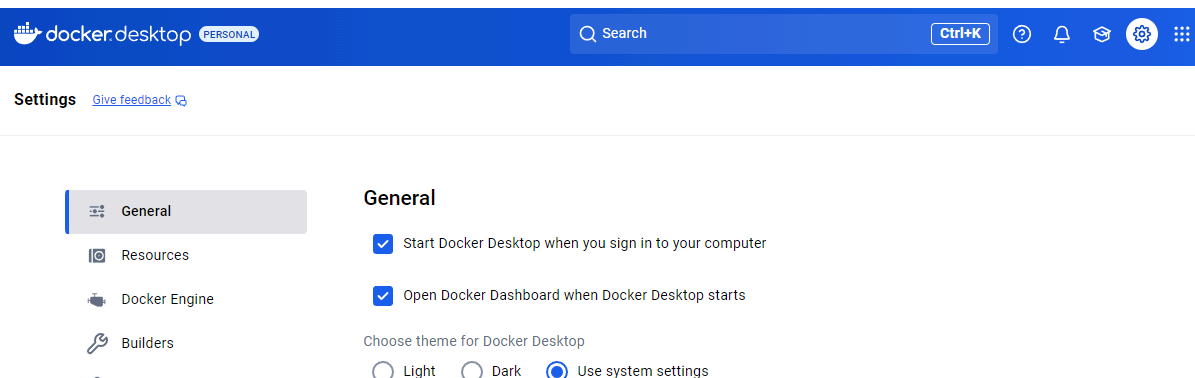 docker.desktop PERSONAL Search Ctrl+K
Settings Give feedback
General
Resources
Docker Engine
Builders
General
Start Docker Desktop when you sign in to your computer
Open Docker Dashboard when Docker Desktop starts
Choose theme for Docker Desktop
Light Dark Use system settings